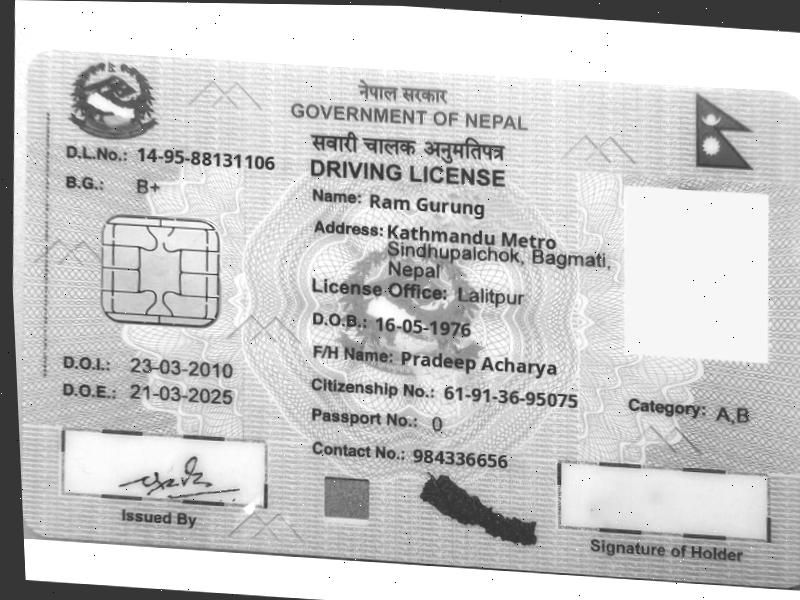 नेपाल सरकार
GOVERNMENT OF NEPAL
सवारी चालक अनुमतिपत्र
DRIVING LICENSE
D.L.No.: 14-95-88131106
B.G.: B+
Name: Ram Gurung
Address: Kathmandu Metro
Sindhupalchok, Bagmati,
Nepal
License Office: Lalitpur
D.O.B.: 16-05-1976
F/H Name: Pradeep Acharya
D.O.I.: 23-03-2010
D.O.E.: 21-03-2025
Citizenship No.: 61-91-36-95075
Category: A,B
Passport No.: 0
Contact No.: 984336656
Issued By
Signature of Holder